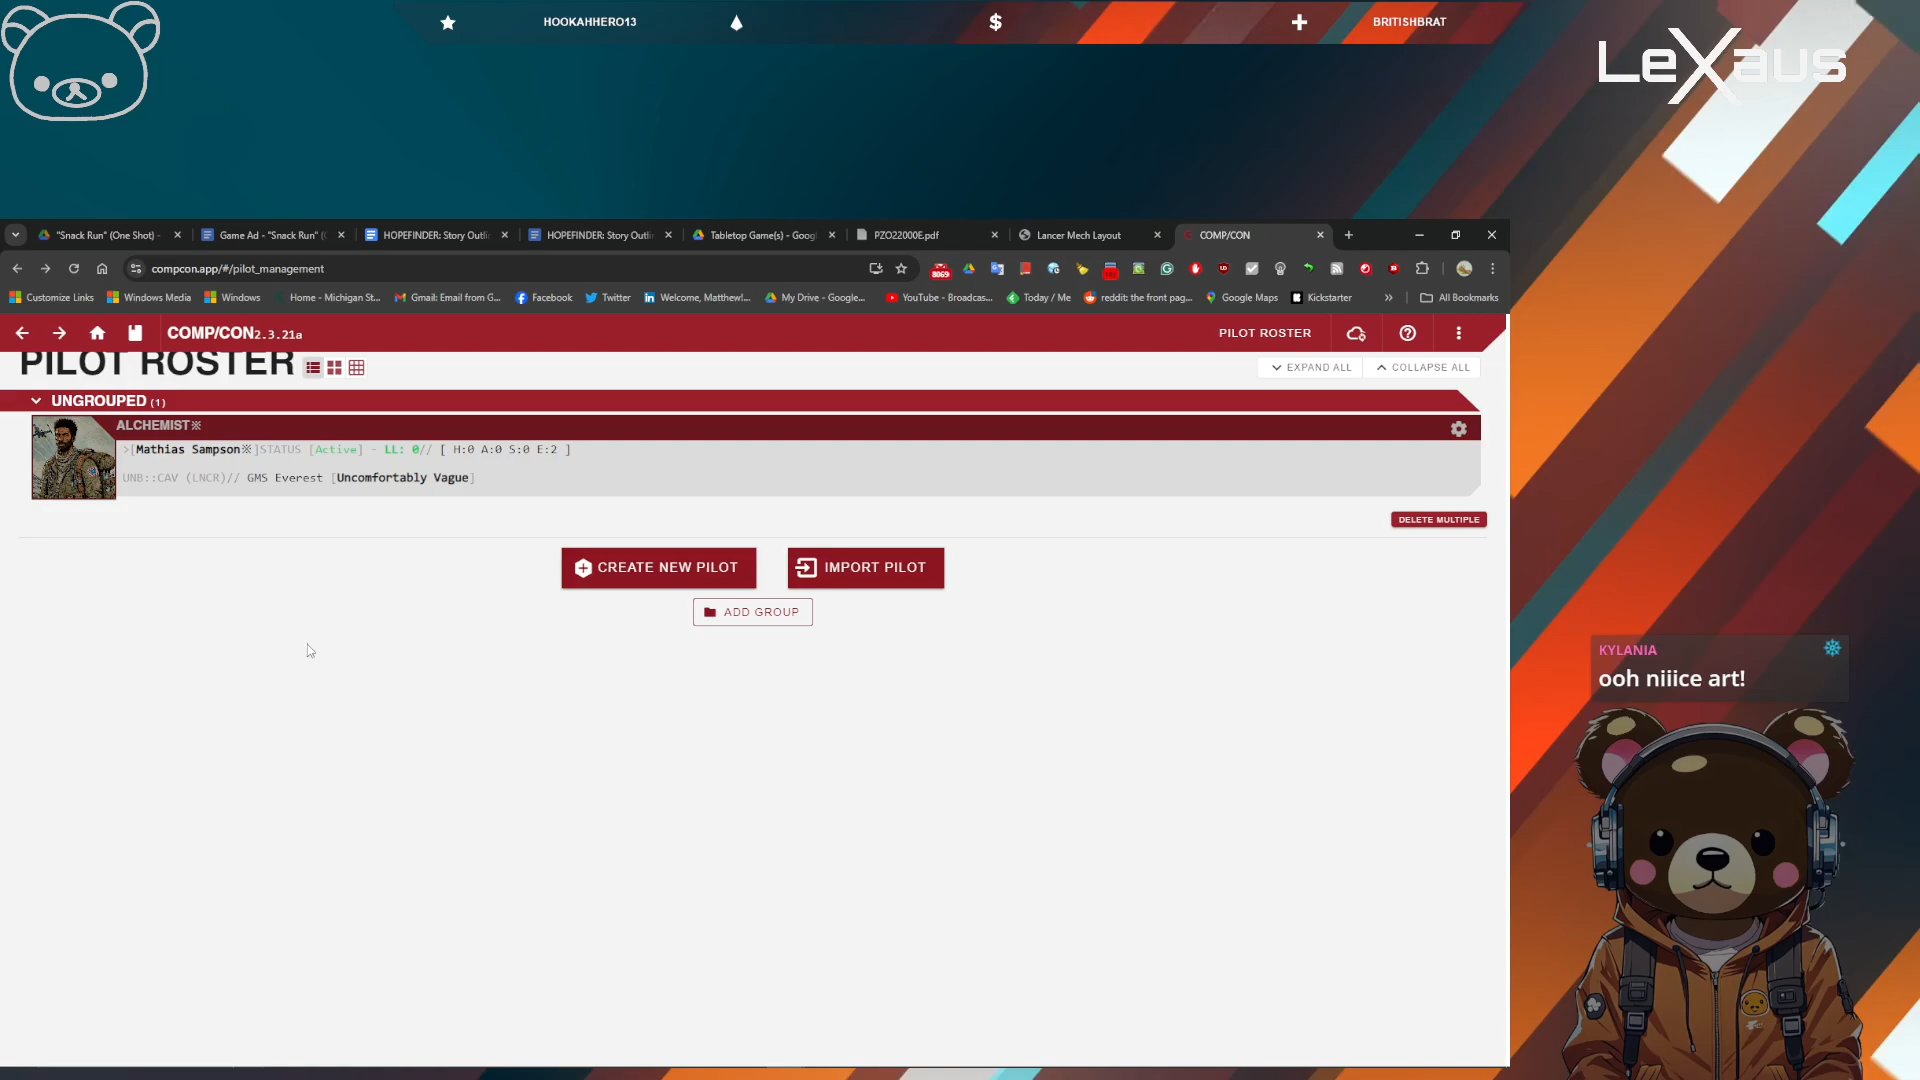 HOOKAHHERO13
$
BRITISHBRAT
LeXaus
"Snack Run" (One Shot) -
Game Ad - "Snack Run" (
HOPEFINDER: Story Outli
HOPEFINDER: Story Outli
Tabletop Game(s) - Goog
PZO22000E.pdf
Lancer Mech Layout
COMP/CON
compcon.app/#/pilot_management
8069
Customize Links
Windows Media
Windows
Home - Michigan St...
Gmail: Email from G...
Facebook
Twitter
Welcome, Matthew!...
My Drive - Google...
YouTube - Broadcas...
Today / Me
reddit: the front pag...
Google Maps
Kickstarter
»
All Bookmarks
COMP/CON2.3.21a
PILOT ROSTER
PILOT ROSTER
EXPAND ALL
COLLAPSE ALL
UNGROUPED (1)
ALCHEMIST※
>[Mathias Sampson※]STATUS [Active] - LL: 0// [ H:0 A:0 S:0 E:2 ]
UNB::CAV (LNCR)// GMS Everest [Uncomfortably Vague]
DELETE MULTIPLE
CREATE NEW PILOT
IMPORT PILOT
ADD GROUP
KYLANIA
ooh niiice art!